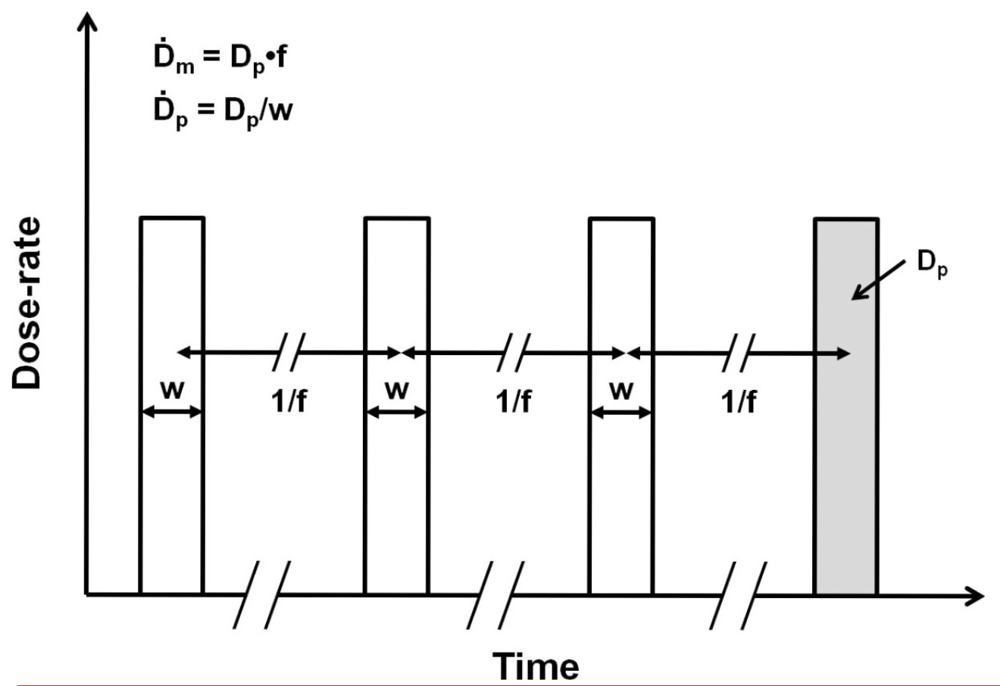 Ḋm = Dp•f
Ḋp = Dp/w
Dose-rate
Dp
w
w
w
1/f
1/f
1/f
Time